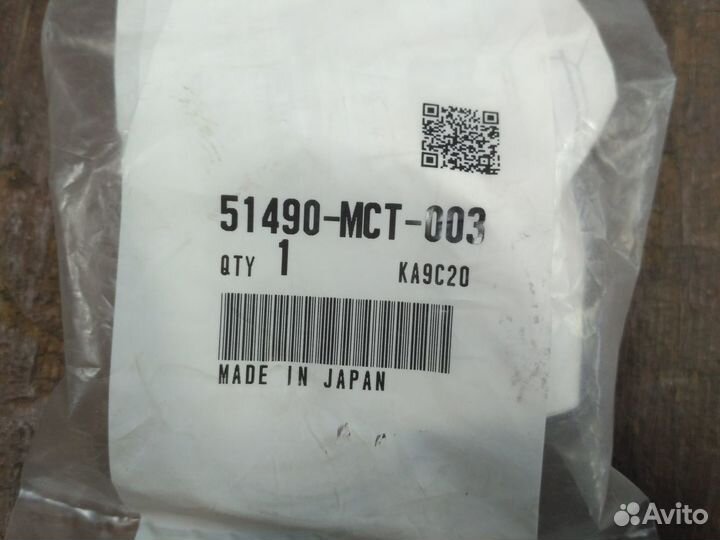 51490-MCT-003
QTY 1 KA9C20
MADE IN JAPAN
Avito